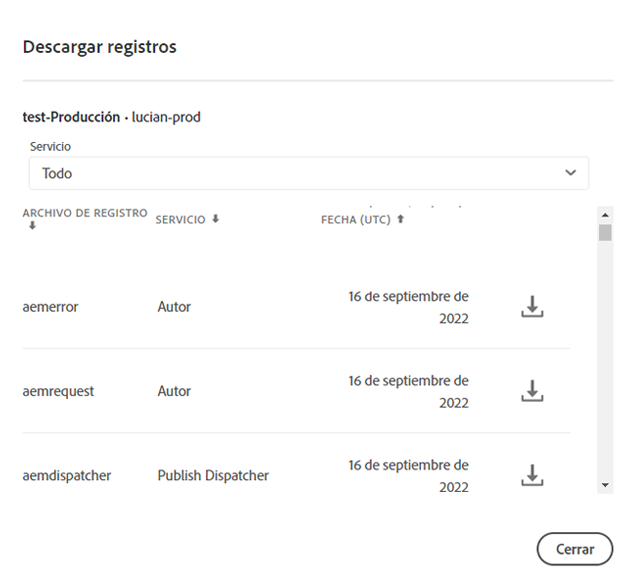 Descargar registros
test-Producción • lucian-prod
Servicio
Todo
ARCHIVO DE REGISTRO SERVICIO FECHA (UTC)
aemerror Autor 16 de septiembre de
2022
aemrequest Autor 16 de septiembre de
2022
aemdispatcher Publish Dispatcher 16 de septiembre de
2022
Cerrar